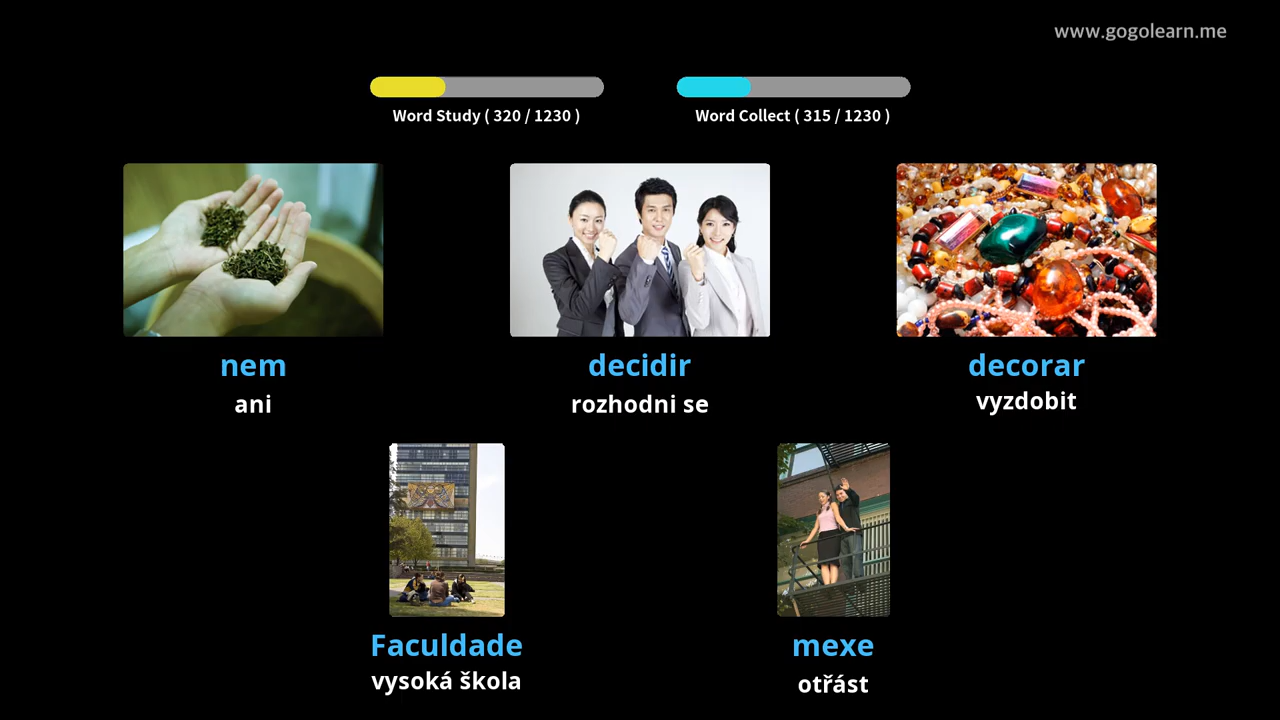 www.gogolearn.me
Word Study ( 320 / 1230 )
Word Collect ( 315 / 1230 )
nem
ani
decidir
rozhodni se
decorar
vyzdobit
Faculdade
vysoká škola
mexe
otřást